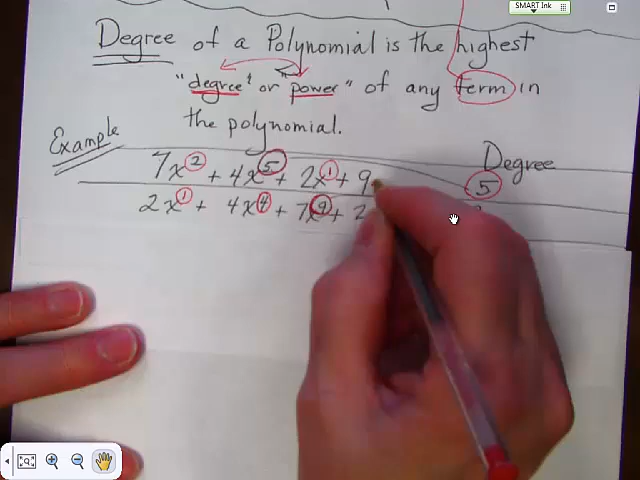 SMART Ink
Degree of a Polynomial is the highest
"degree" or power" of any term in
the polynomial.
Example
Degree
7x² + 4x⁵ + 2x¹ + 9
5
2x¹ + 4x⁴ + 7x⁹ + 2